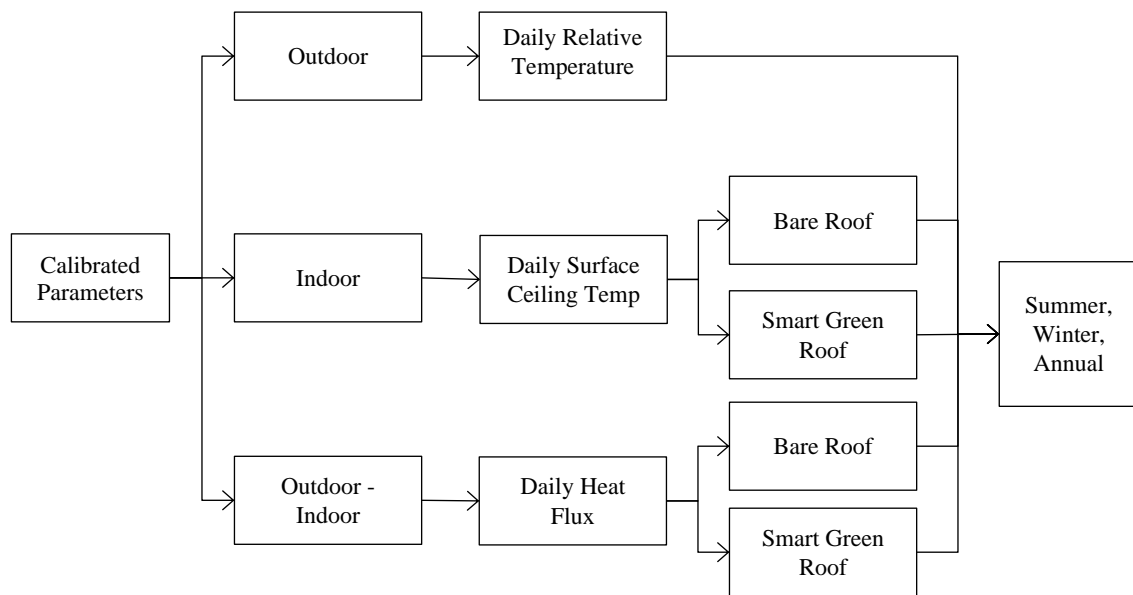 Outdoor
Daily Relative
Temperature
Calibrated
Parameters
Indoor
Daily Surface
Ceiling Temp
Bare Roof
Smart Green
Roof
Summer,
Winter,
Annual
Outdoor -
Indoor
Daily Heat
Flux
Bare Roof
Smart Green
Roof